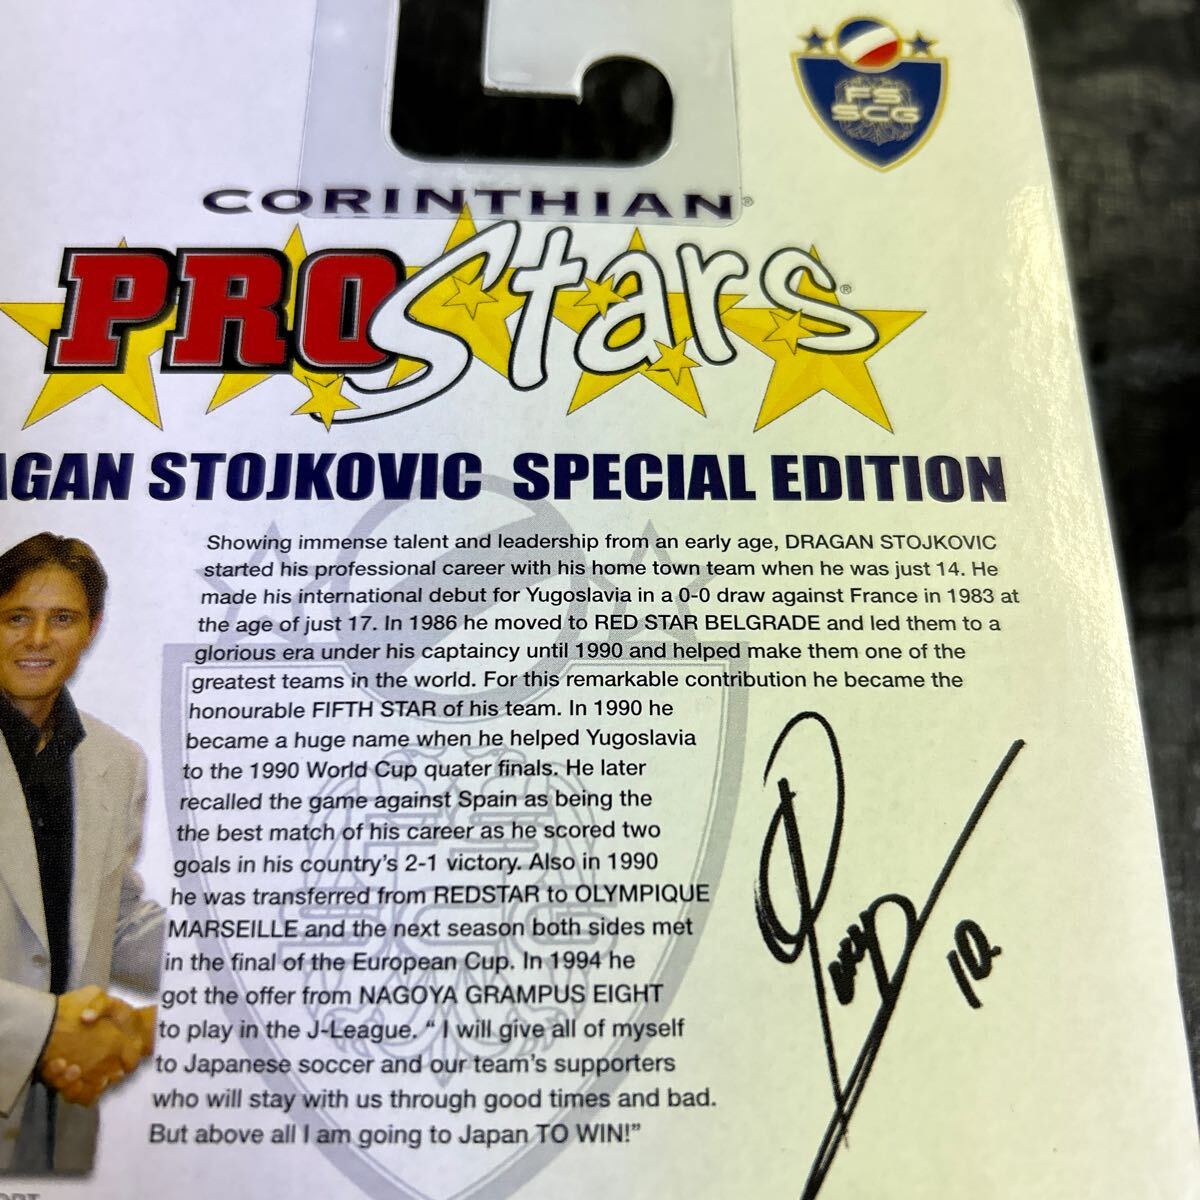 FS
SCG
CORINTHIAN®
PRO Stars®
AGAN STOJKOVIC SPECIAL EDITION
Showing immense talent and leadership from an early age, DRAGAN STOJKOVIC
started his professional career with his home town team when he was just 14. He
made his international debut for Yugoslavia in a 0-0 draw against France in 1983 at
the age of just 17. In 1986 he moved to RED STAR BELGRADE and led them to a
glorious era under his captaincy until 1990 and helped make them one of the
greatest teams in the world. For this remarkable contribution he became the
honourable FIFTH STAR of his team. In 1990 he
became a huge name when he helped Yugoslavia
to the 1990 World Cup quater finals. He later
recalled the game against Spain as being the
the best match of his career as he scored two
goals in his country's 2-1 victory. Also in 1990
he was transferred from REDSTAR to OLYMPIQUE
MARSEILLE and the next season both sides met
in the final of the European Cup. In 1994 he
got the offer from NAGOYA GRAMPUS EIGHT
to play in the J-League. “ I will give all of myself
to Japanese soccer and our team's supporters
who will stay with us through good times and bad.
But above all I am going to Japan TO WIN!”
10.